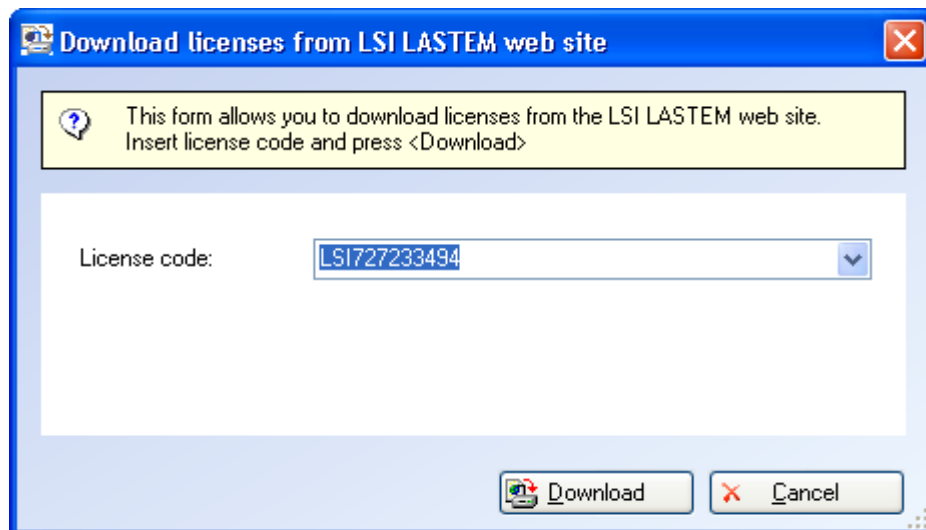 Download licenses from LSI LASTEM web site
This form allows you to download licenses from the LSI LASTEM web site.
Insert license code and press <Download>
License code:
LSI727233494
Download
Cancel